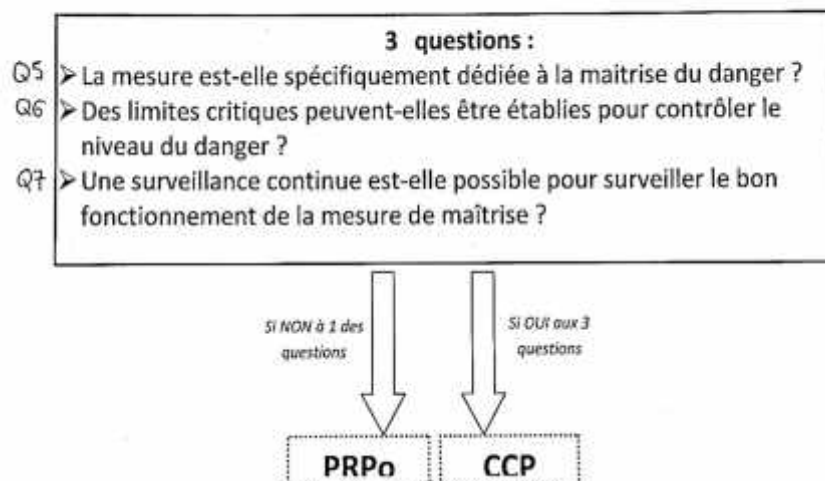 3 questions :
Q5 ➢ La mesure est-elle spécifiquement dédiée à la maitrise du danger ?
Q6 ➢ Des limites critiques peuvent-elles être établies pour contrôler le
niveau du danger ?
Q7 ➢ Une surveillance continue est-elle possible pour surveiller le bon
fonctionnement de la mesure de maîtrise ?
Si NON à 1 des
questions
Si OUI aux 3
questions
PRPo
CCP